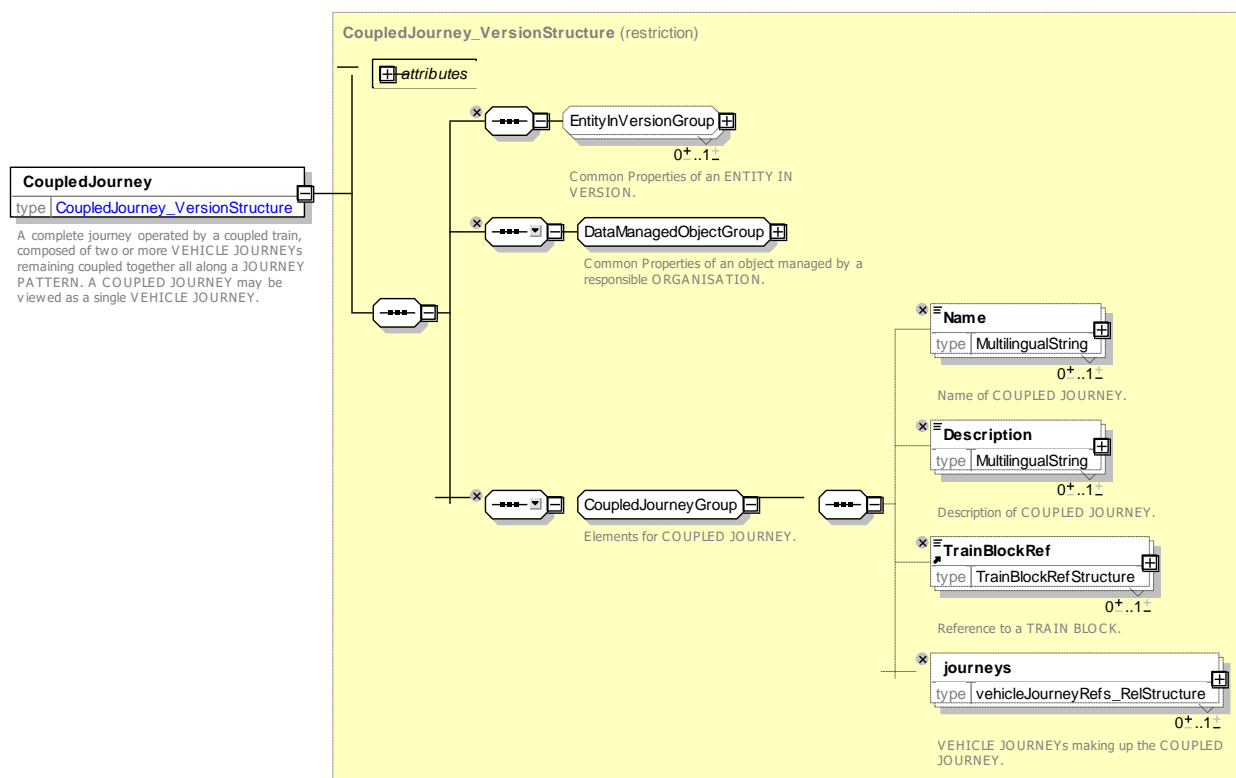 CoupledJourney_VersionStructure (restriction)
attributes
EntityInVersionGroup
0..1
Common Properties of an ENTITY IN
VERSION.
CoupledJourney
type CoupledJourney_VersionStructure
A complete journey operated by a coupled train,
composed of two or more VEHICLE JOURNEYs
remaining coupled together all along a JOURNEY
PATTERN. A COUPLED JOURNEY may be
viewed as a single VEHICLE JOURNEY.
DataManagedObjectGroup
Common Properties of an object managed by a
responsible ORGANISATION.
Name
type MultilingualString
0..1
Name of COUPLED JOURNEY.
Description
type MultilingualString
0..1
Description of COUPLED JOURNEY.
CoupledJourneyGroup
Elements for COUPLED JOURNEY.
TrainBlockRef
type TrainBlockRefStructure
0..1
Reference to a TRAIN BLOCK.
journeys
type vehicleJourneyRefs_RelStructure
0..1
VEHICLE JOURNEYs making up the COUPLED
JOURNEY.